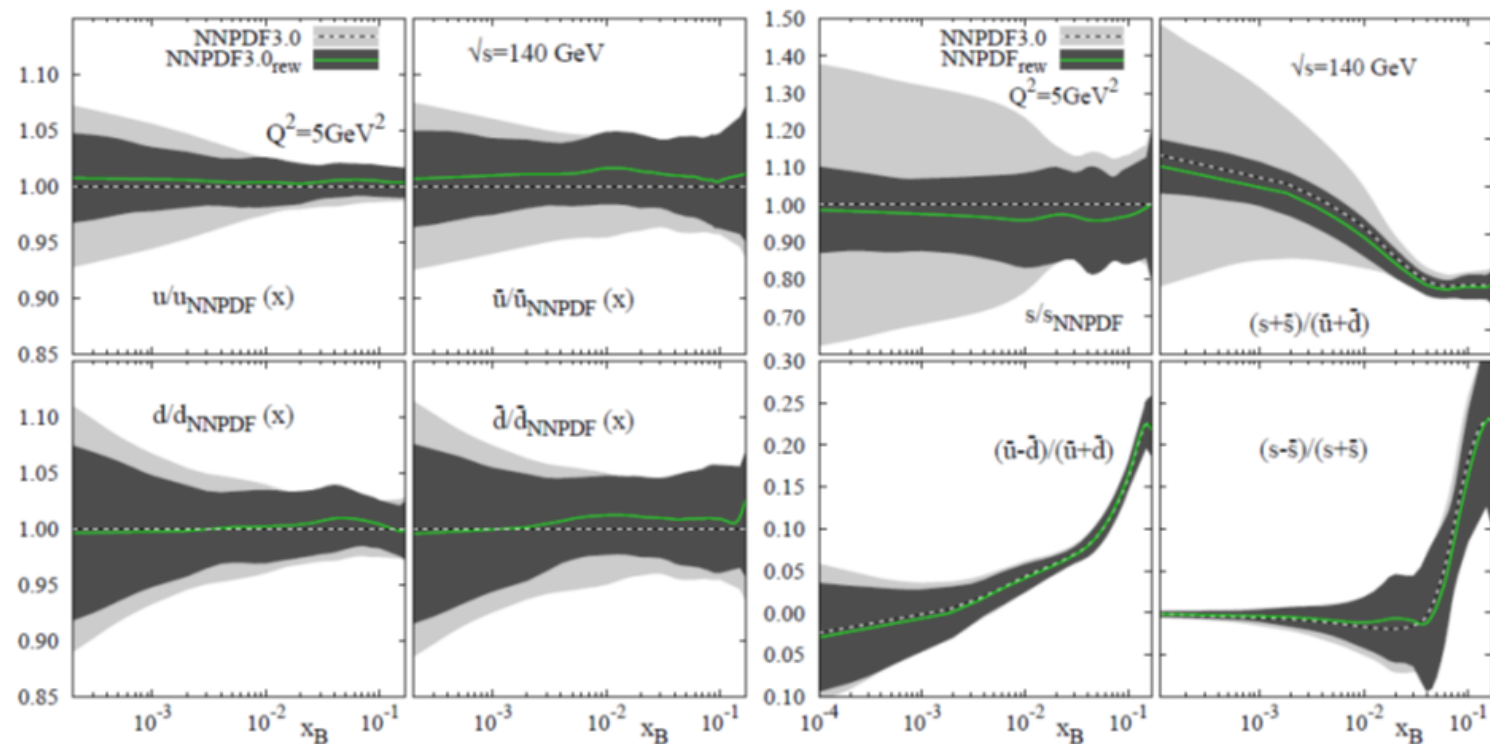 NNPDF3.0
NNPDF3.0rew
Q²=5GeV²
u/uNNPDF (x)
1.10
1.05
1.00
0.95
0.90
0.85
√s=140 GeV
ū/ūNNPDF (x)
d/dNNPDF (x)
1.10
1.05
1.00
0.95
0.90
0.85
10⁻³
10⁻²
xB
10⁻¹
d̄/d̄NNPDF (x)
10⁻³
10⁻²
xB
10⁻¹
1.50
1.40
1.30
1.20
1.10
1.00
0.90
0.80
0.70
NNPDF3.0
NNPDFrew
Q²=5GeV²
s/sNNPDF
√s=140 GeV
(s+s̄)/(ū+d̄)
0.30
0.25
0.20
0.15
0.10
0.05
0.00
0.05
0.10
(ū-d̄)/(ū+d̄)
10⁻⁴
10⁻³
10⁻²
xB
10⁻¹
(s-s̄)/(s+s̄)
10⁻³
10⁻²
xB
10⁻¹